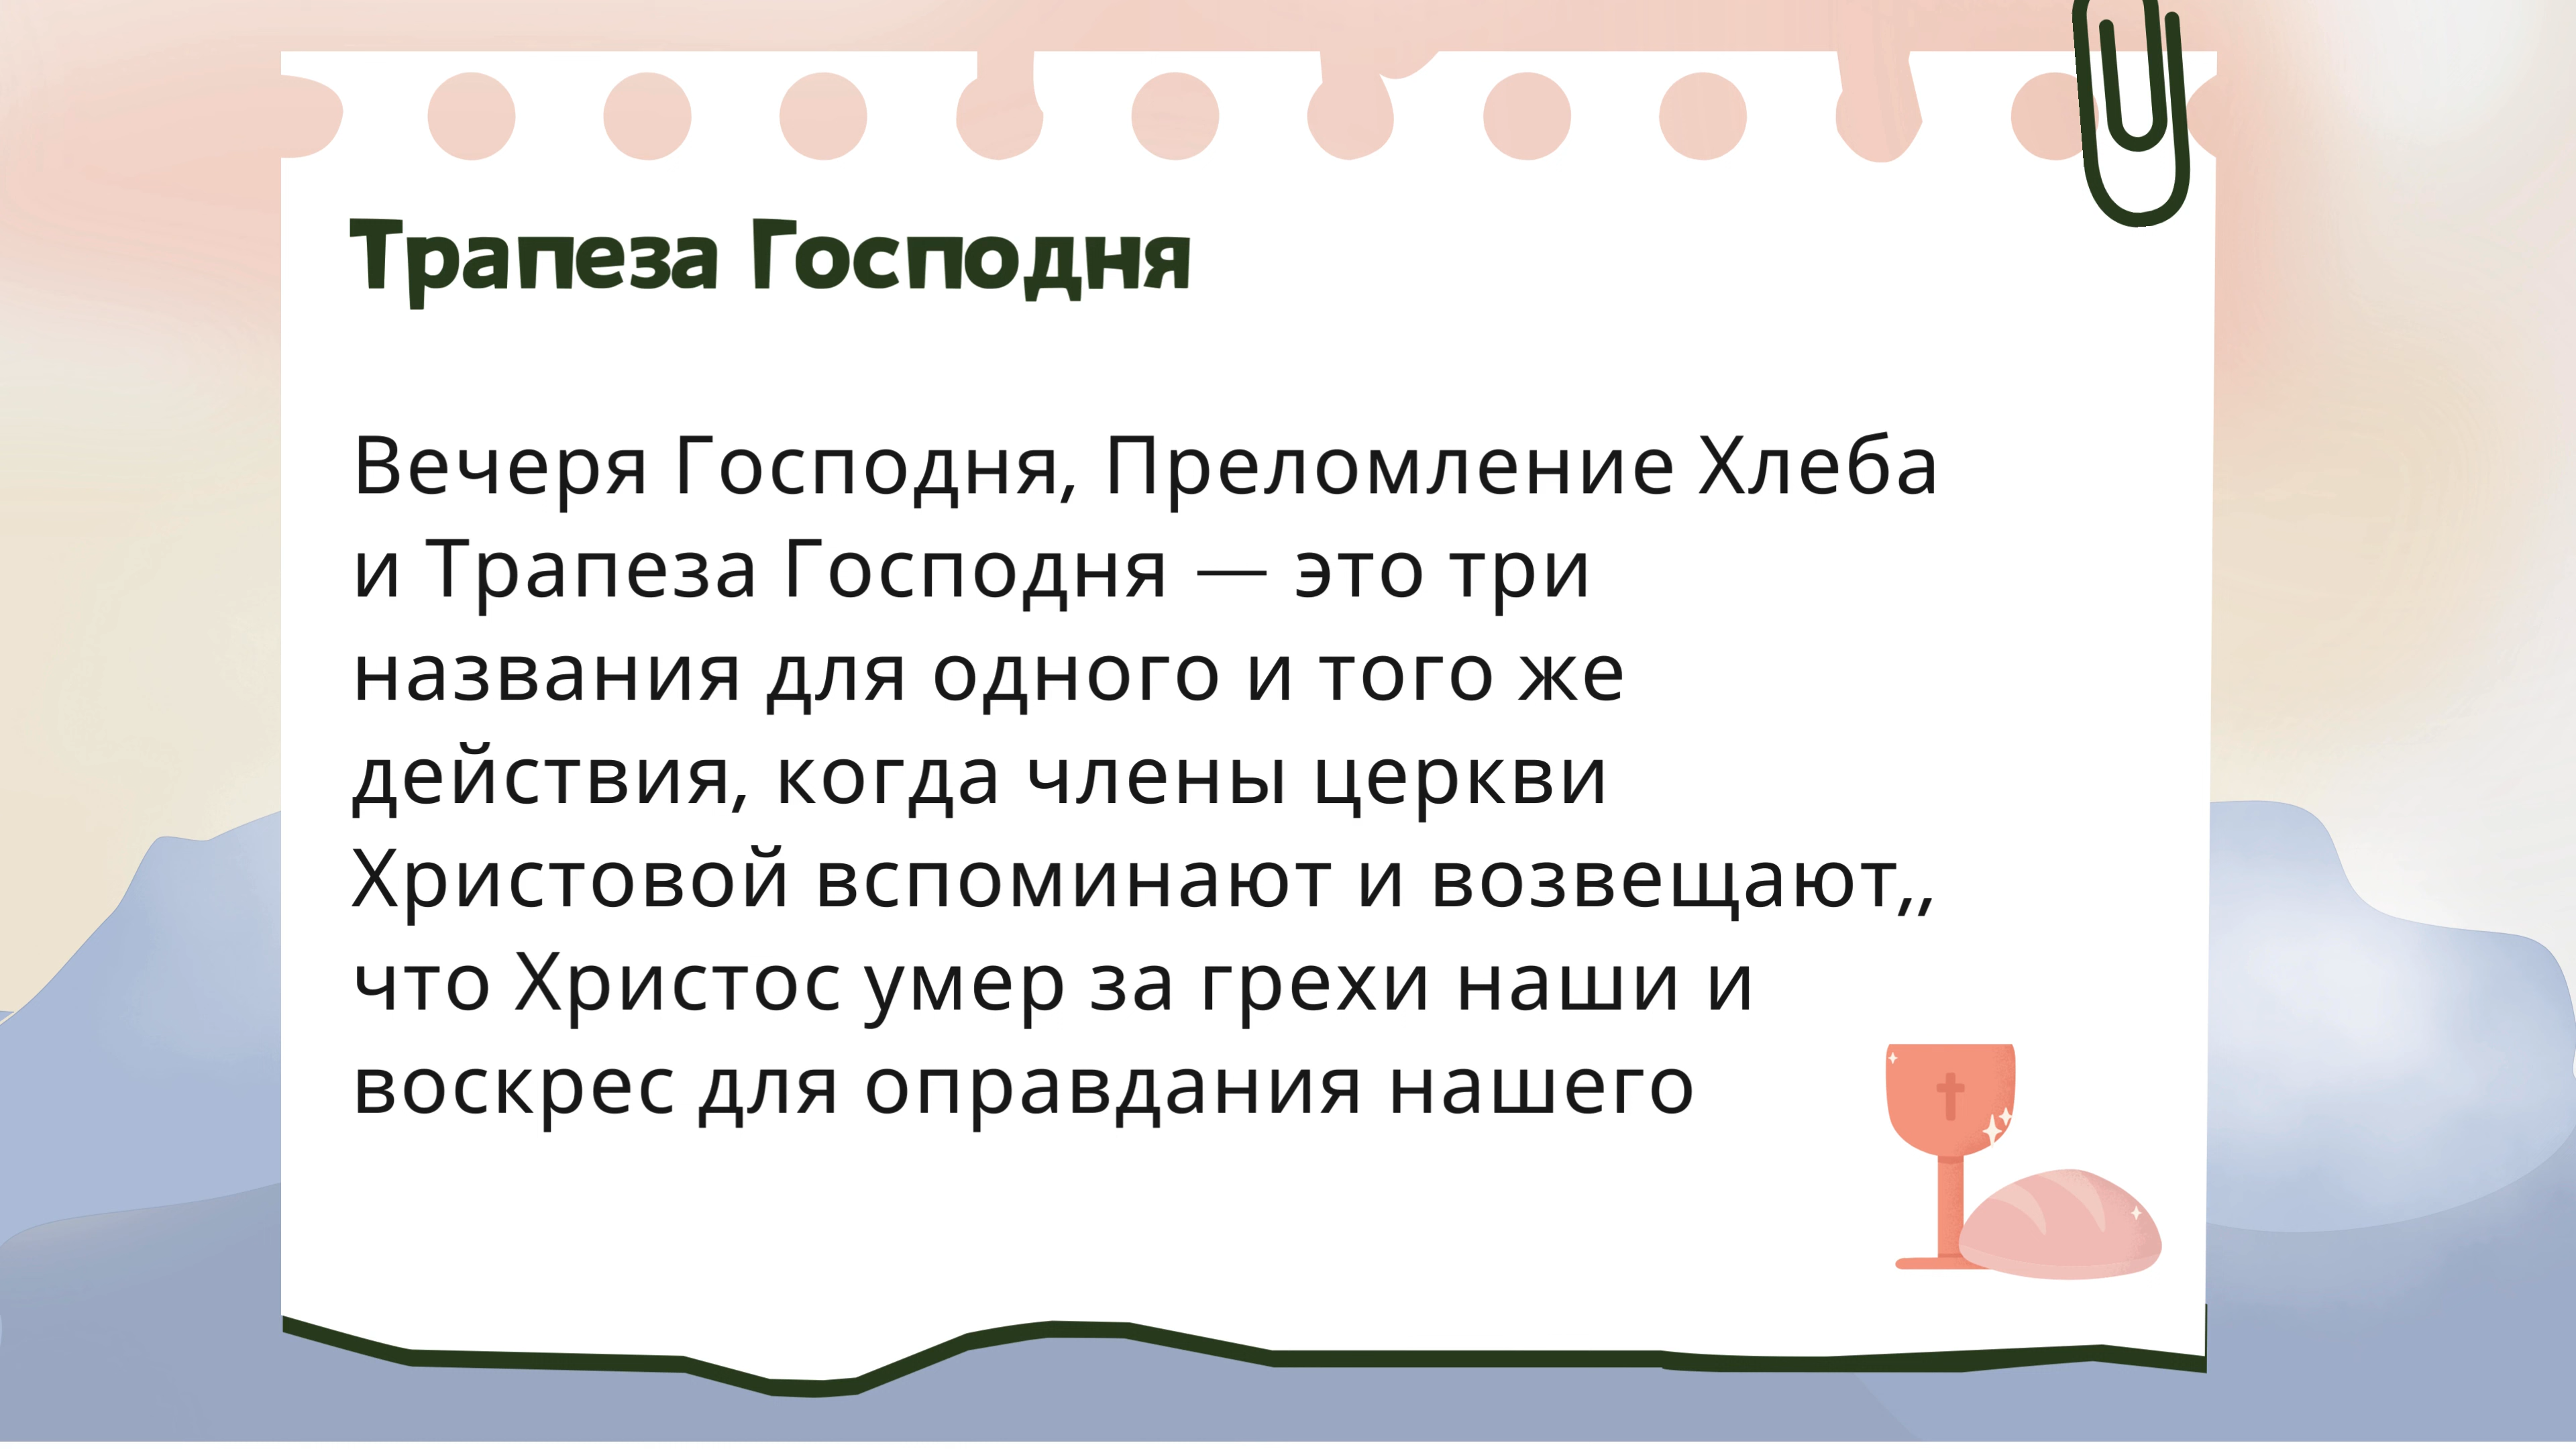 Трапеза Господня
Вечеря Господня, Преломление Хлеба
и Трапеза Господня — это три
названия для одного и того же
действия, когда члены церкви
Христовой вспоминают и возвещают,,
что Христос умер за грехи наши и
воскрес для оправдания нашего